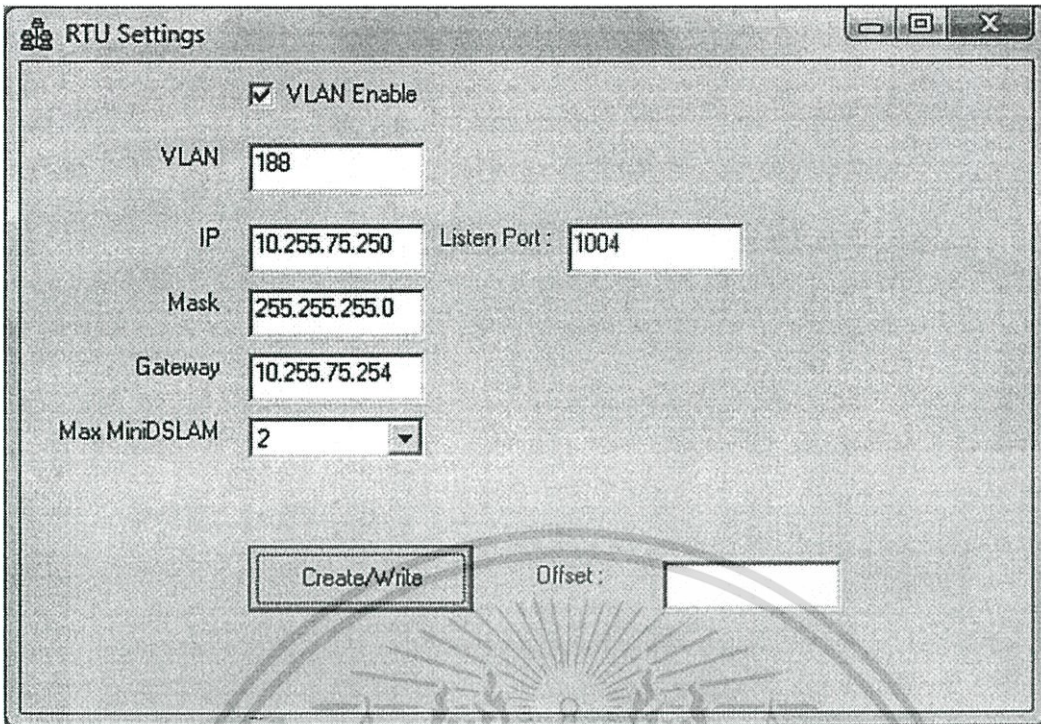 RTU Settings
VLAN Enable
VLAN 188
IP 10.255.75.250 Listen Port : 1004
Mask 255.255.255.0
Gateway 10.255.75.254
Max MiniDSLAM 2
Create/Write Offset :